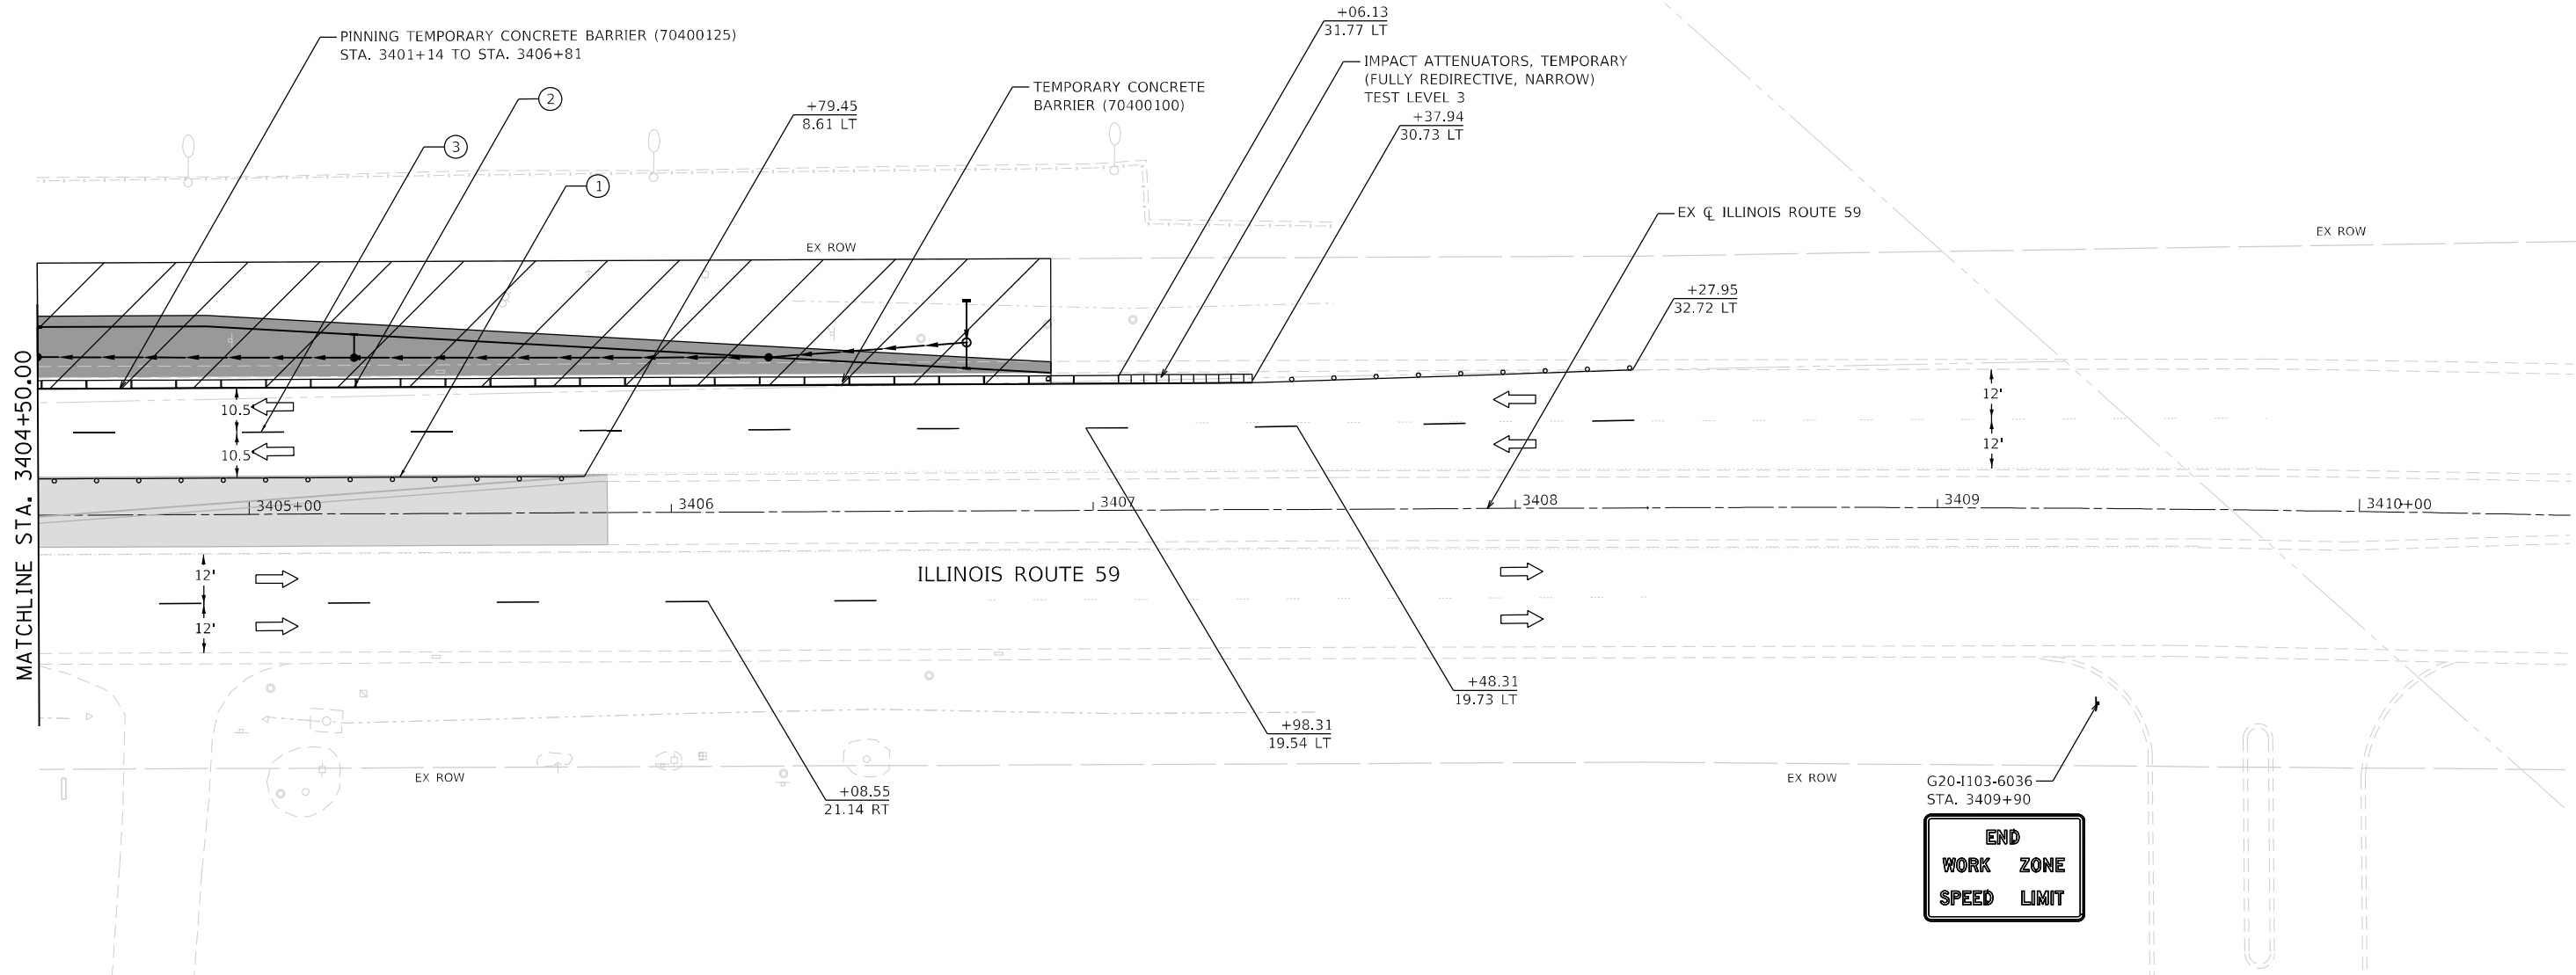 +06.13
31.77 LT
PINNING TEMPORARY CONCRETE BARRIER (70400125)
STA. 3401+14 TO STA. 3406+81
IMPACT ATTENUATORS, TEMPORARY
(FULLY REDIRECTIVE, NARROW)
TEST LEVEL 3
+37.94
30.73 LT
TEMPORARY CONCRETE
BARRIER (70400100)
2
+79.45
8.61 LT
3
1
EX CL ILLINOIS ROUTE 59
EX ROW
EX ROW
+27.95
32.72 LT
MATCHLINE STA. 3404+50.00
10.5'
10.5'
12'
12'
3405+00
3406
3407
3408
3409
3410+00
12'
12'
ILLINOIS ROUTE 59
+48.31
19.73 LT
+98.31
19.54 LT
+08.55
21.14 RT
EX ROW
EX ROW
G20-I103-6036
STA. 3409+90
END
WORK ZONE
SPEED LIMIT